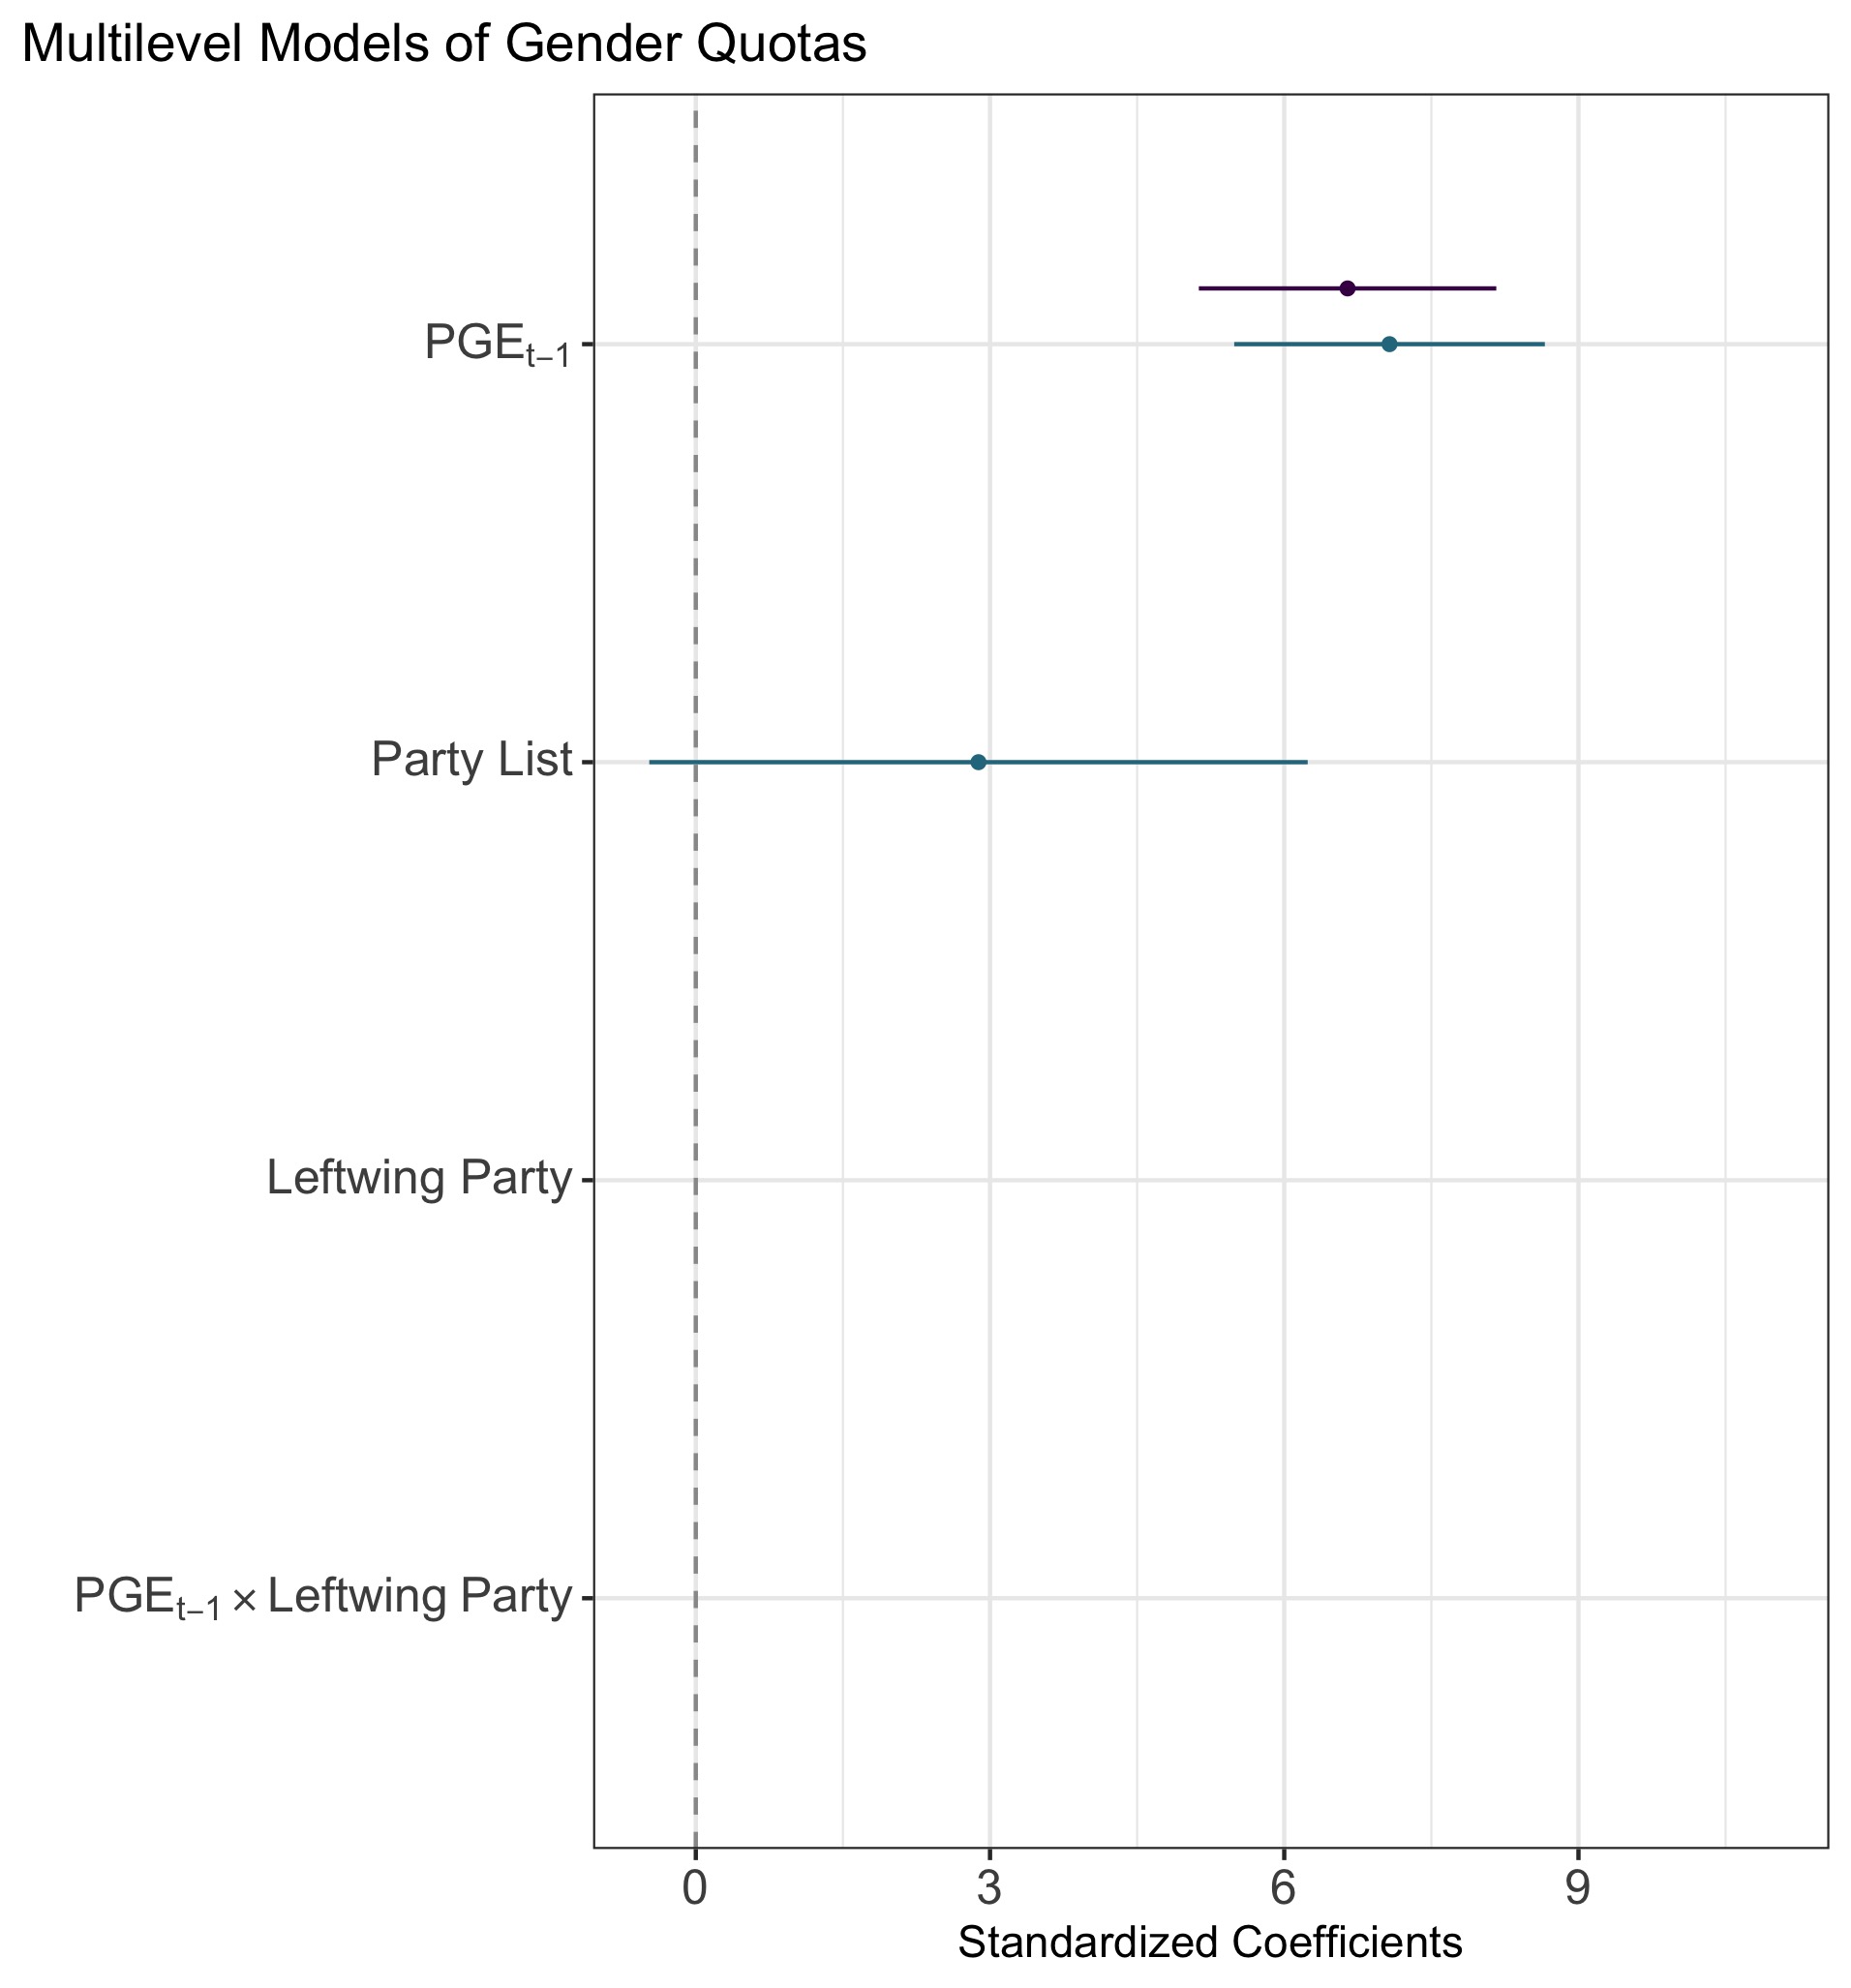 Multilevel Models of Gender Quotas
PGEt−1
Party List
Leftwing Party
PGEt−1 × Leftwing Party
0 3 6 9
Standardized Coefficients